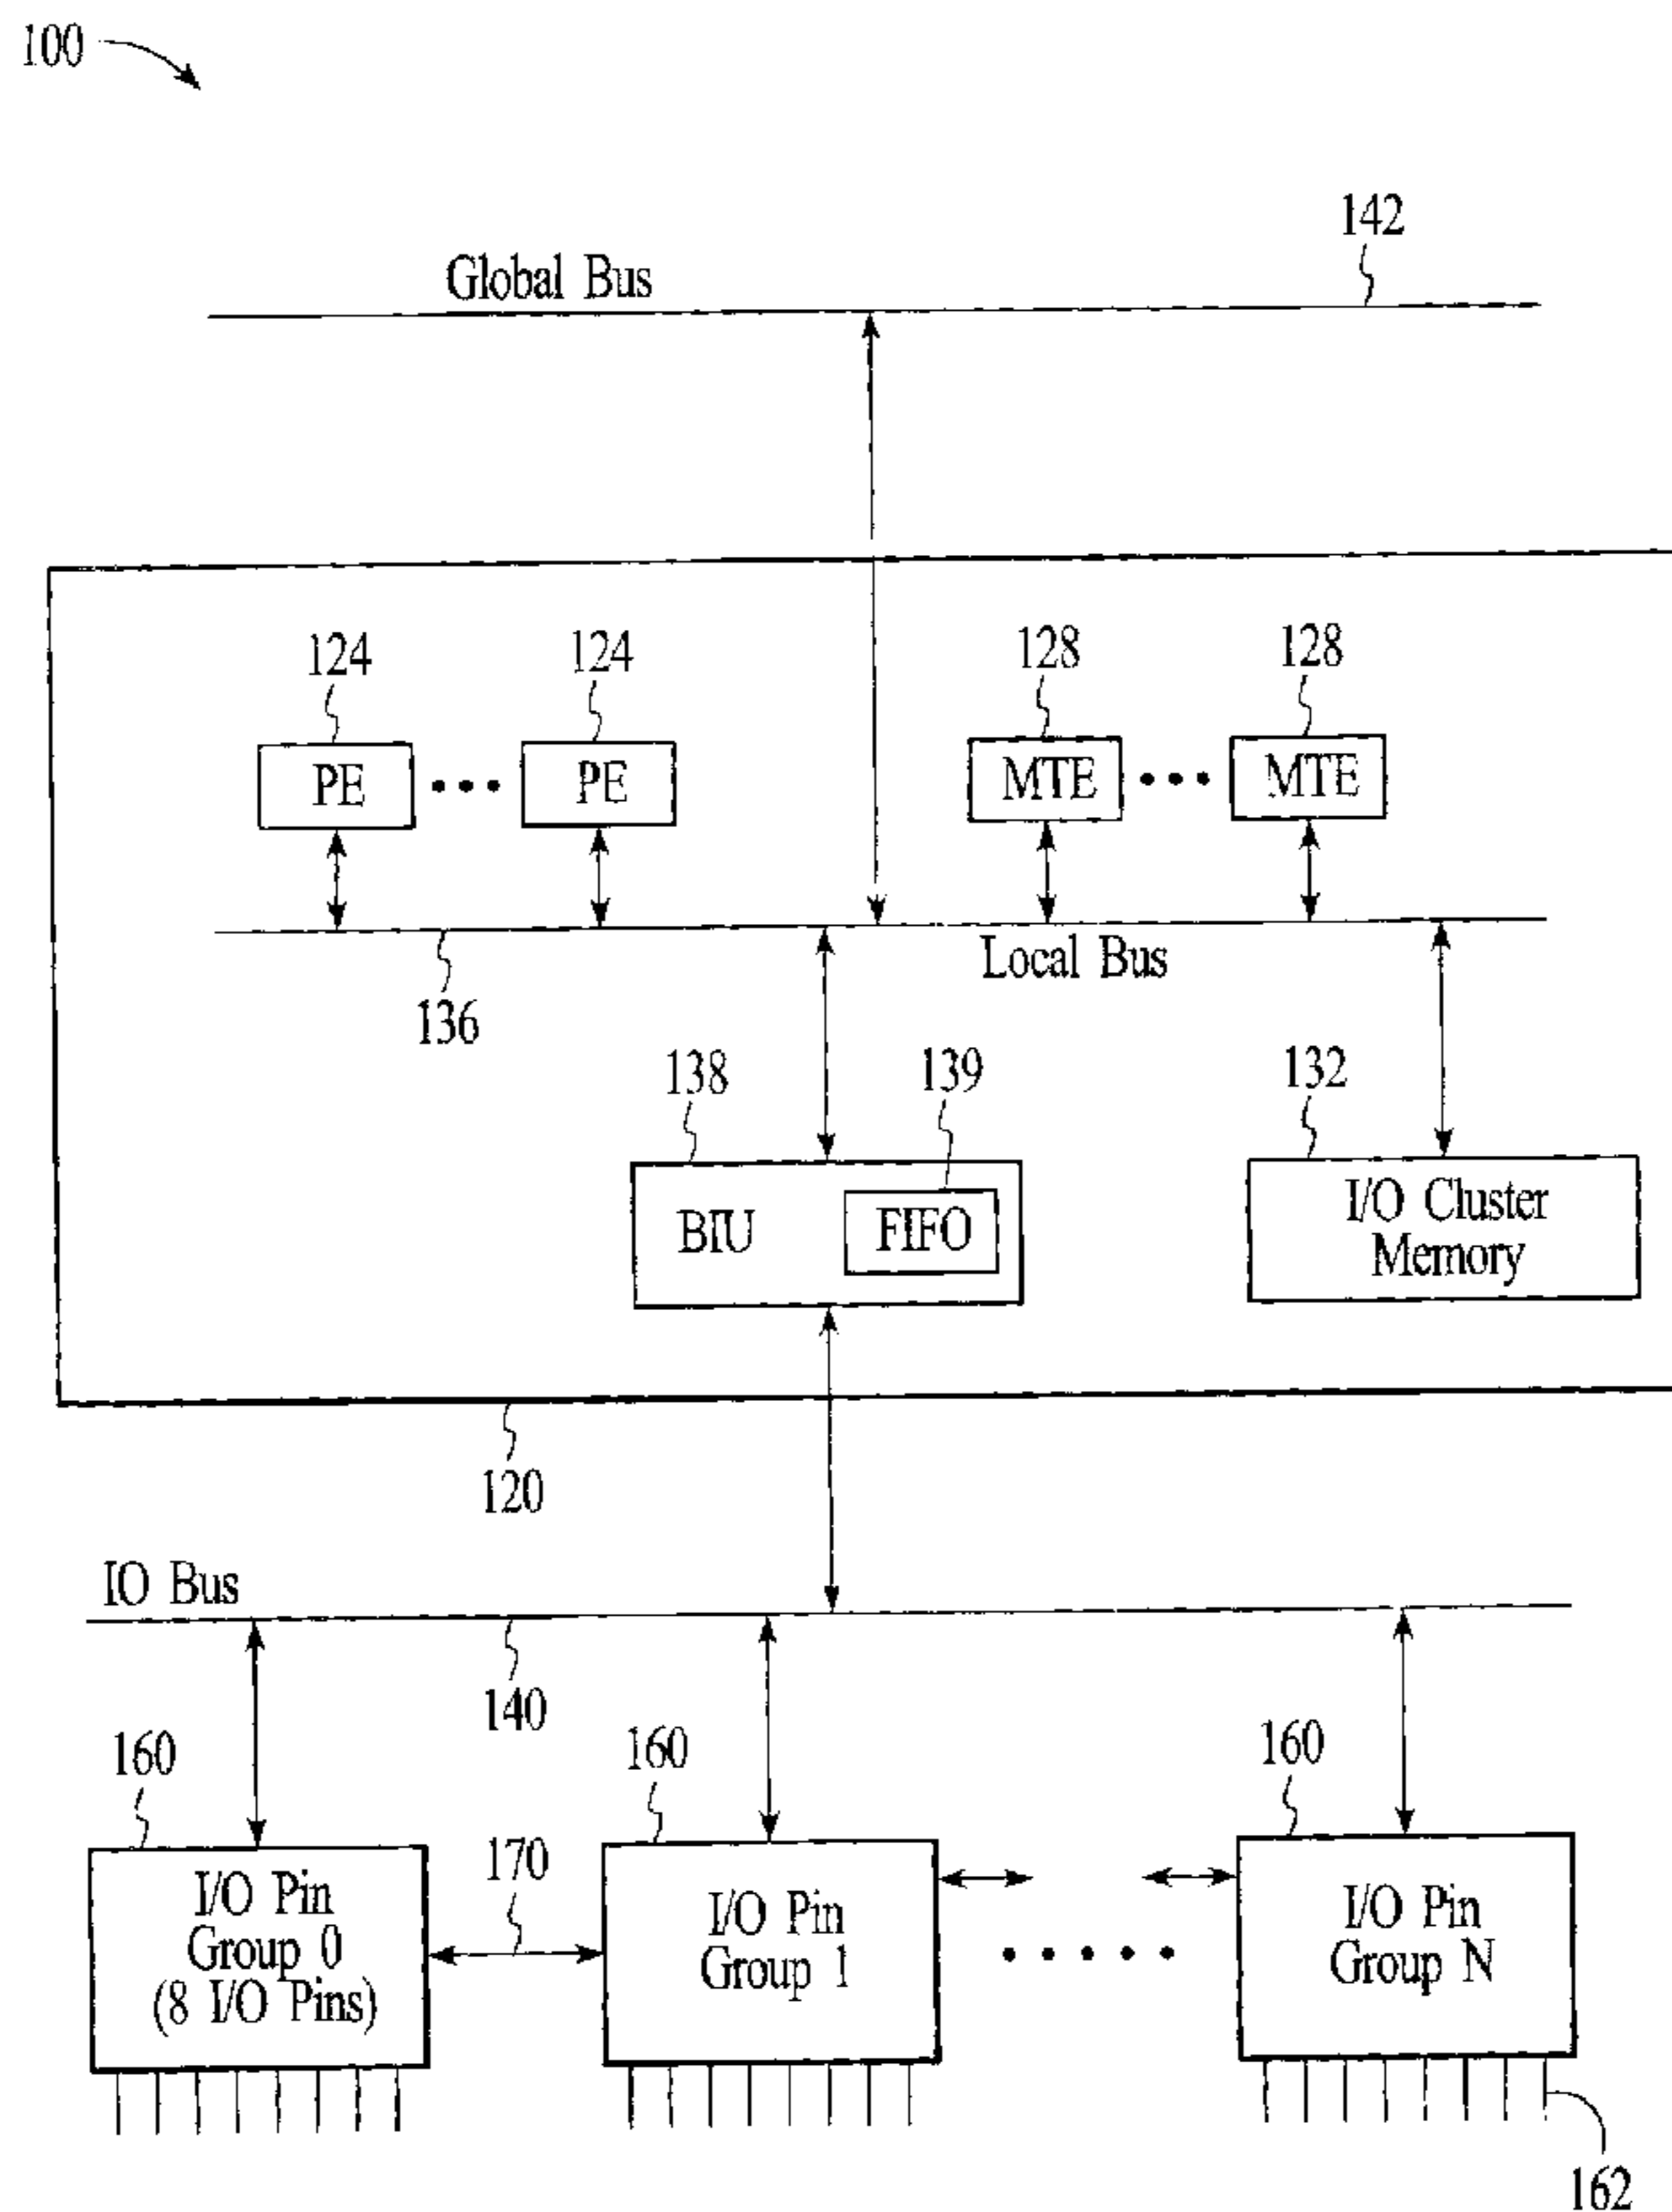 100
142
Global Bus
124
124
128
128
PE
PE
MTE
MTE
Local Bus
136
138
139
132
BIU
FIFO
I/O Cluster
Memory
120
IO Bus
140
160
160
160
170
I/O Pin
Group 0
(8 I/O Pins)
I/O Pin
Group 1
I/O Pin
Group N
162